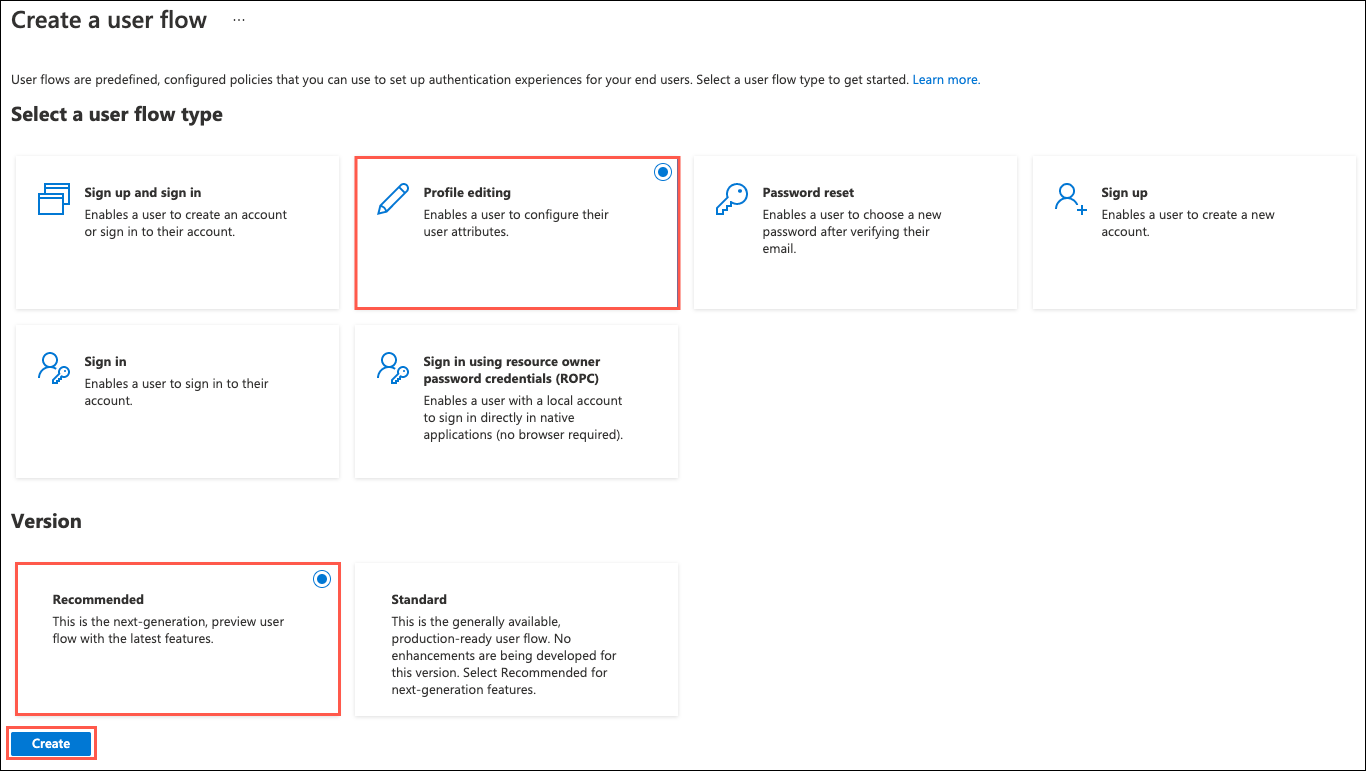 Create a user flow ...
User flows are predefined, configured policies that you can use to set up authentication experiences for your end users. Select a user flow type to get started. Learn more.
Select a user flow type
Sign up and sign in
Enables a user to create an account
or sign in to their account.
Profile editing
Enables a user to configure their
user attributes.
Password reset
Enables a user to choose a new
password after verifying their
email.
Sign up
Enables a user to create a new
account.
Sign in
Enables a user to sign in to their
account.
Sign in using resource owner
password credentials (ROPC)
Enables a user with a local account
to sign in directly in native
applications (no browser required).
Version
Recommended
This is the next-generation, preview user
flow with the latest features.
Standard
This is the generally available,
production-ready user flow. No
enhancements are being developed for
this version. Select Recommended for
next-generation features.
Create